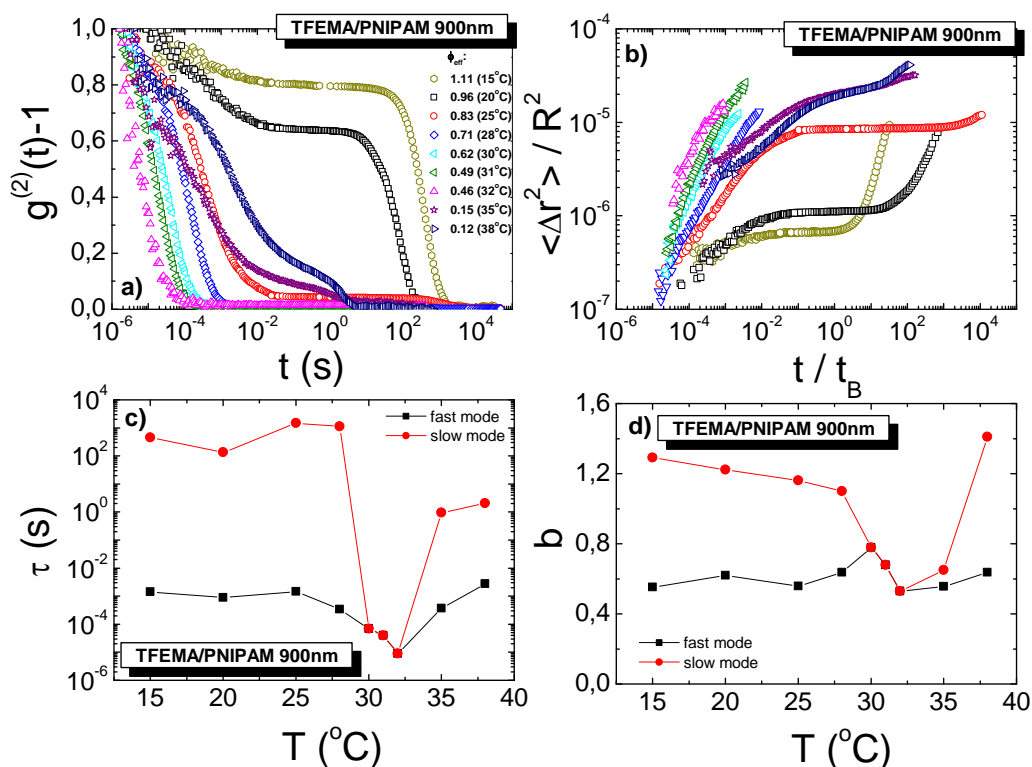 TFEMA/PNIPAM 900nm
ϕeff:
1.11 (15°C)
0.96 (20°C)
0.83 (25°C)
0.71 (28°C)
0.62 (30°C)
0.49 (31°C)
0.46 (32°C)
0.15 (35°C)
0.12 (38°C)
1,0
0,8
0,6
0,4
0,2
0,0
g⁽²⁾(t)-1
a)
10⁻⁶ 10⁻⁴ 10⁻² 10⁰ 10² 10⁴
t (s)
TFEMA/PNIPAM 900nm
b)
10⁻⁴
10⁻⁵
10⁻⁶
10⁻⁷
<Δr²> / R²
10⁻⁶ 10⁻⁴ 10⁻² 10⁰ 10² 10⁴
t / tB
c)
fast mode
slow mode
10⁴
10²
10⁰
10⁻²
10⁻⁴
10⁻⁶
τ (s)
TFEMA/PNIPAM 900nm
15 20 25 30 35 40
T (°C)
d)
TFEMA/PNIPAM 900nm
1,6
1,2
0,8
0,4
0,0
b
fast mode
slow mode
15 20 25 30 35 40
T (°C)